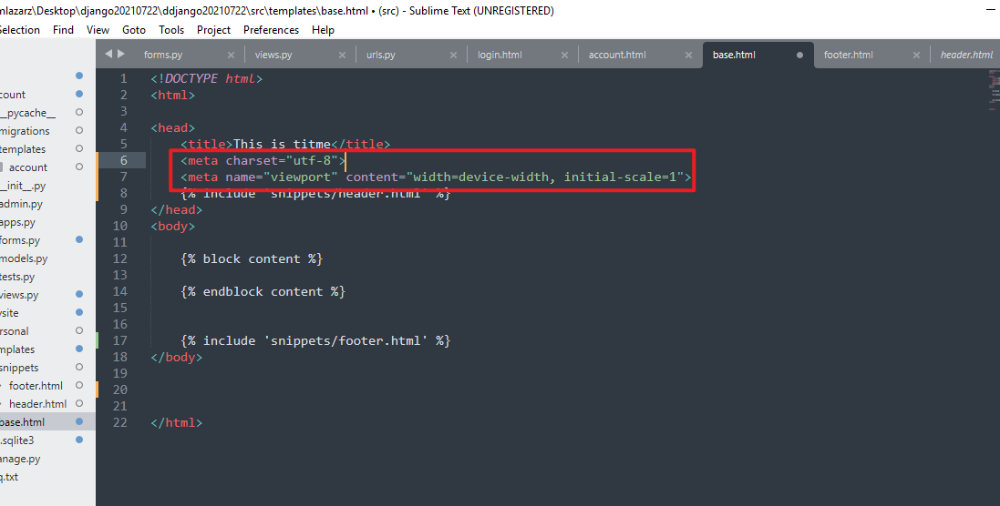 mlazarz\Desktop\django20210722\ddjango20210722\src\templates\base.html • (src) - Sublime Text (UNREGISTERED)
Selection Find View Goto Tools Project Preferences Help
forms.py views.py urls.py login.html account.html base.html footer.html header.html
count
__pycache__
migrations
templates
account
__init__.py
admin.py
apps.py
forms.py
models.py
tests.py
views.py
ysite
rsonal
mplates
snippets
footer.html
header.html
base.html
.sqlite3
anage.py
q.txt
1 <!DOCTYPE html>
2 <html>
3
4 <head>
5 <title>This is titme</title>
6 <meta charset="utf-8">
7 <meta name="viewport" content="width=device-width, initial-scale=1">
8 {% include 'snippets/header.html' %}
9 </head>
10 <body>
11
12 {% block content %}
13
14 {% endblock content %}
15
16
17 {% include 'snippets/footer.html' %}
18 </body>
19
20
21
22 </html>